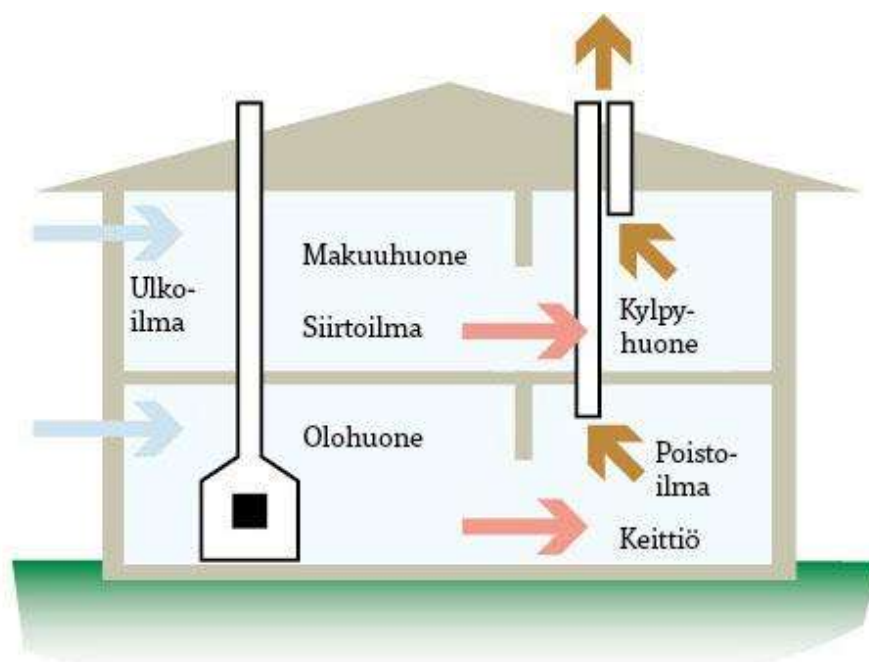 Ulko-
ilma
Makuuhuone
Siirtoilma
Kylpy-
huone
Olohuone
Poisto-
ilma
Keittiö